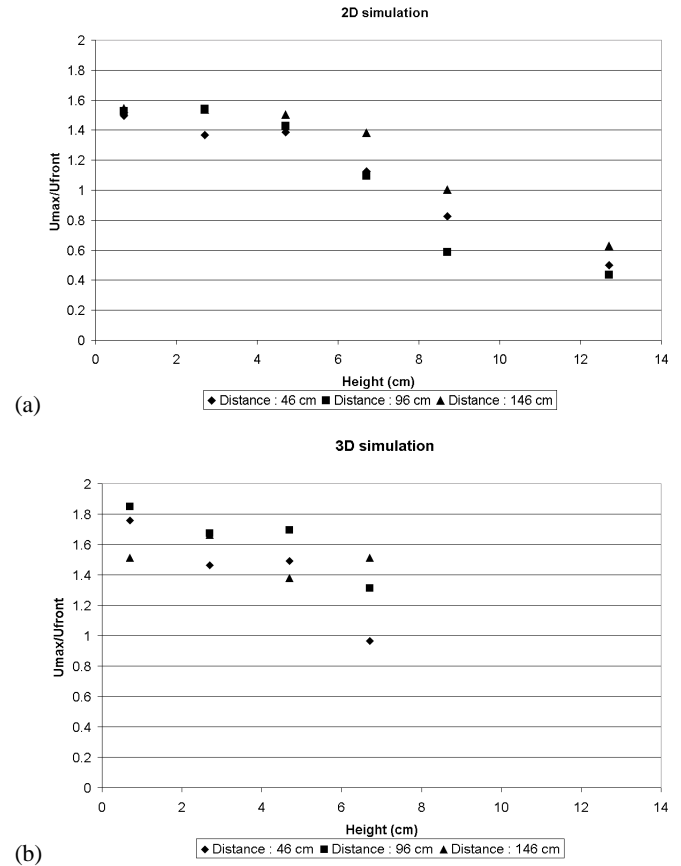 2D simulation
2
1.8
1.6
1.4
1.2
1
0.8
0.6
0.4
0.2
0
Umax/Ufront
0 2 4 6 8 10 12 14
Height (cm)
(a)
Distance : 46 cm Distance : 96 cm Distance : 146 cm
3D simulation
2
1.8
1.6
1.4
1.2
1
0.8
0.6
0.4
0.2
0
Umax/Ufront
0 2 4 6 8 10 12 14
Height (cm)
(b)
Distance : 46 cm Distance : 96 cm Distance : 146 cm